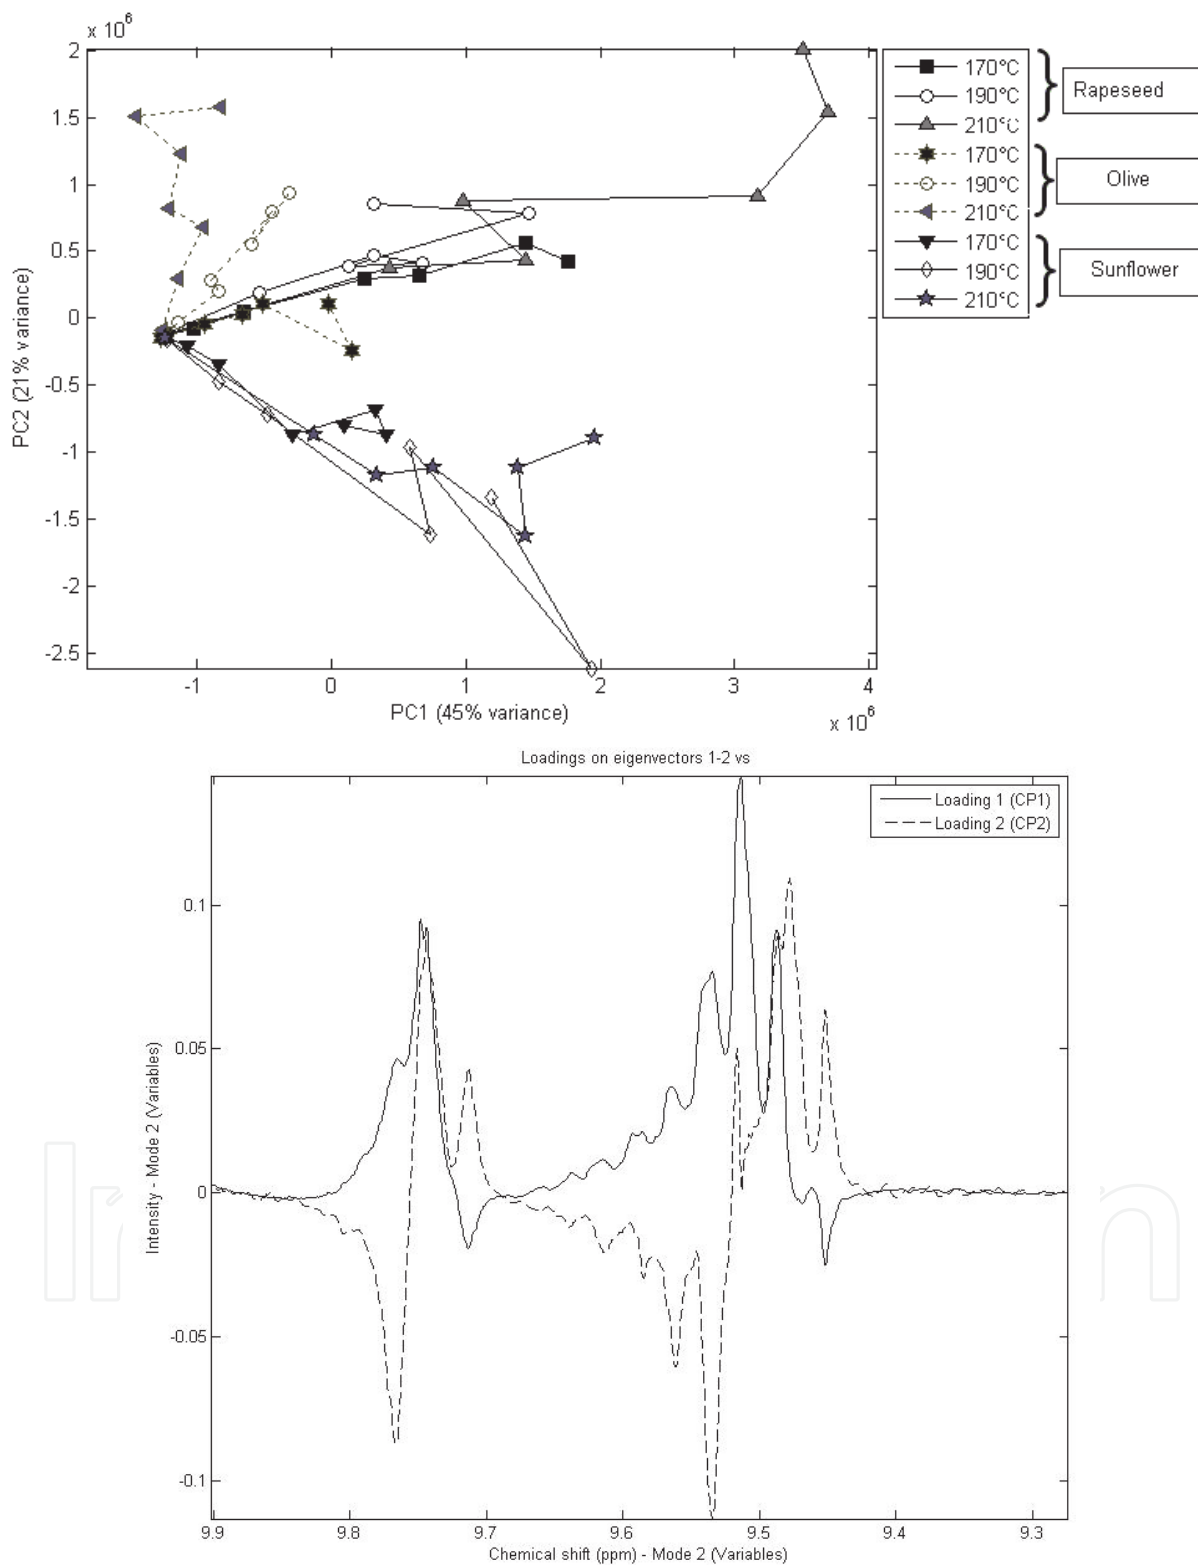 x 10^6
2
1.5
1
0.5
0
-0.5
-1
-1.5
-2
-2.5
PC2 (21% variance)
-1 0 1 2 3 4
PC1 (45% variance)
x 10^6
170°C
190°C
210°C
170°C
190°C
210°C
170°C
190°C
210°C
Rapeseed
Olive
Sunflower
Loadings on eigenvectors 1-2 vs
Loading 1 (CP1)
Loading 2 (CP2)
0.1
0.05
0
-0.05
-0.1
Intensity - Mode 2 (Variables)
9.9 9.8 9.7 9.6 9.5 9.4 9.3
Chemical shift (ppm) - Mode 2 (Variables)